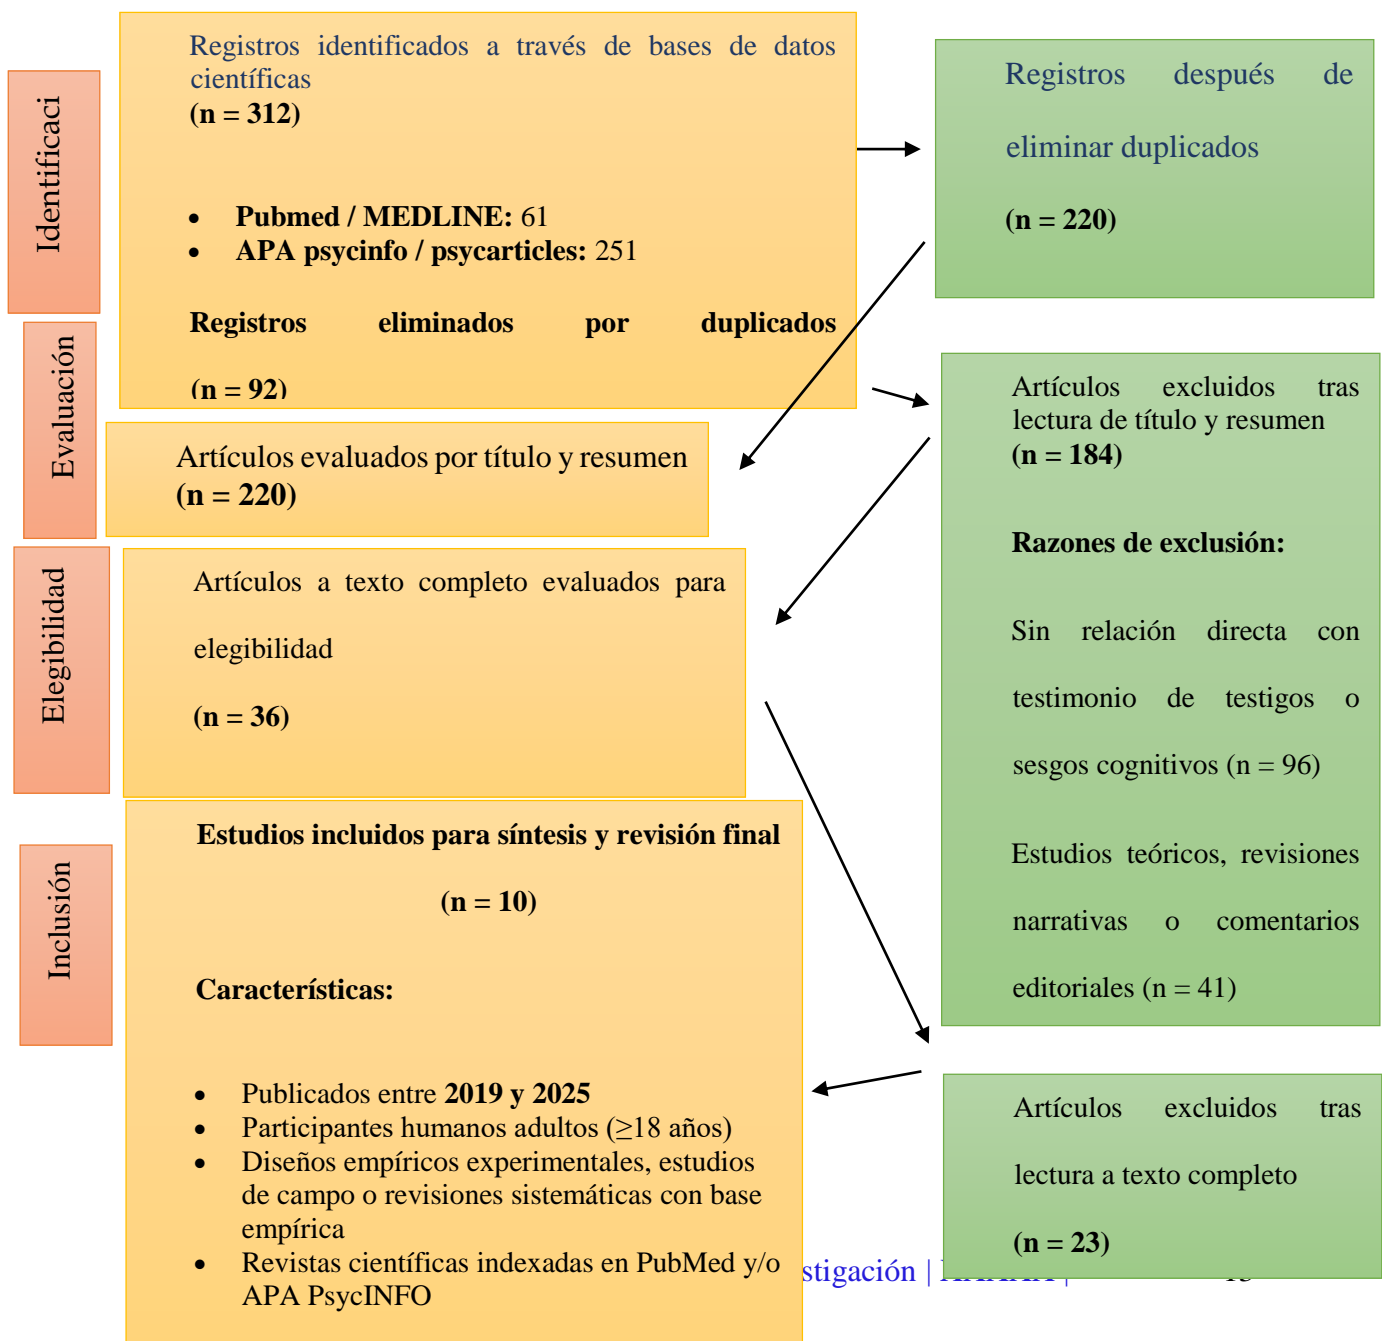 Identificaci
Registros identificados a través de bases de datos
científicas
(n = 312)
• Pubmed / MEDLINE: 61
• APA psycinfo / psycarticles: 251
Registros eliminados por duplicados
(n = 92)
Registros después de
eliminar duplicados
(n = 220)
Evaluación
Artículos evaluados por título y resumen
(n = 220)
Artículos excluidos tras
lectura de título y resumen
(n = 184)
Razones de exclusión:
Sin relación directa con
testimonio de testigos o
sesgos cognitivos (n = 96)
Estudios teóricos, revisiones
narrativas o comentarios
editoriales (n = 41)
Elegibilidad
Artículos a texto completo evaluados para
elegibilidad
(n = 36)
Artículos excluidos tras
lectura a texto completo
(n = 23)
Inclusión
Estudios incluidos para síntesis y revisión final
(n = 10)
Características:
• Publicados entre 2019 y 2025
• Participantes humanos adultos (≥18 años)
• Diseños empíricos experimentales, estudios
de campo o revisiones sistemáticas con base
empírica
• Revistas científicas indexadas en PubMed y/o
APA PsycINFO
stigación |